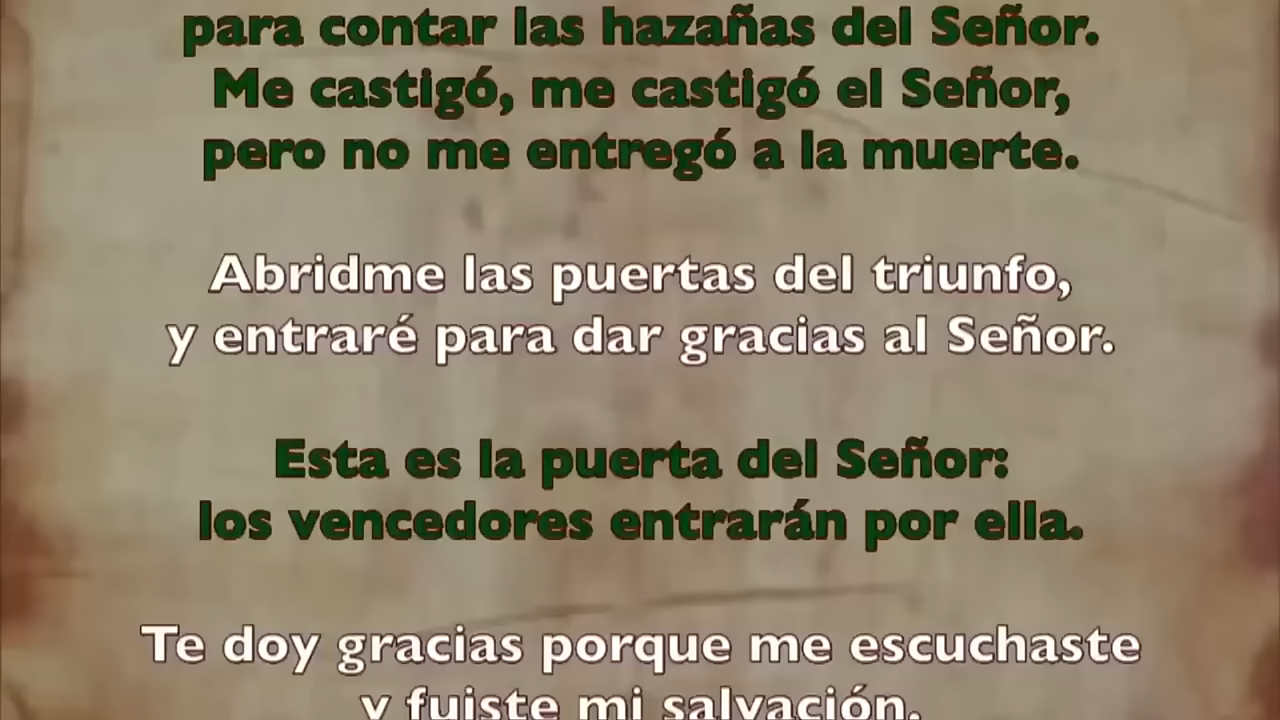 para contar las hazañas del Señor.
Me castigó, me castigó el Señor,
pero no me entregó a la muerte.
Abridme las puertas del triunfo,
y entraré para dar gracias al Señor.
Esta es la puerta del Señor:
los vencedores entrarán por ella.
Te doy gracias porque me escuchaste
y fuiste mi salvación.